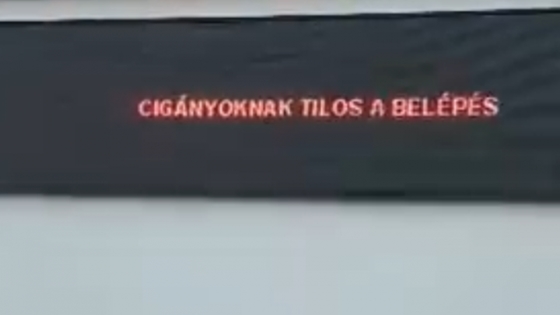 CIGÁNYOKNAK TILOS A BELÉPÉS